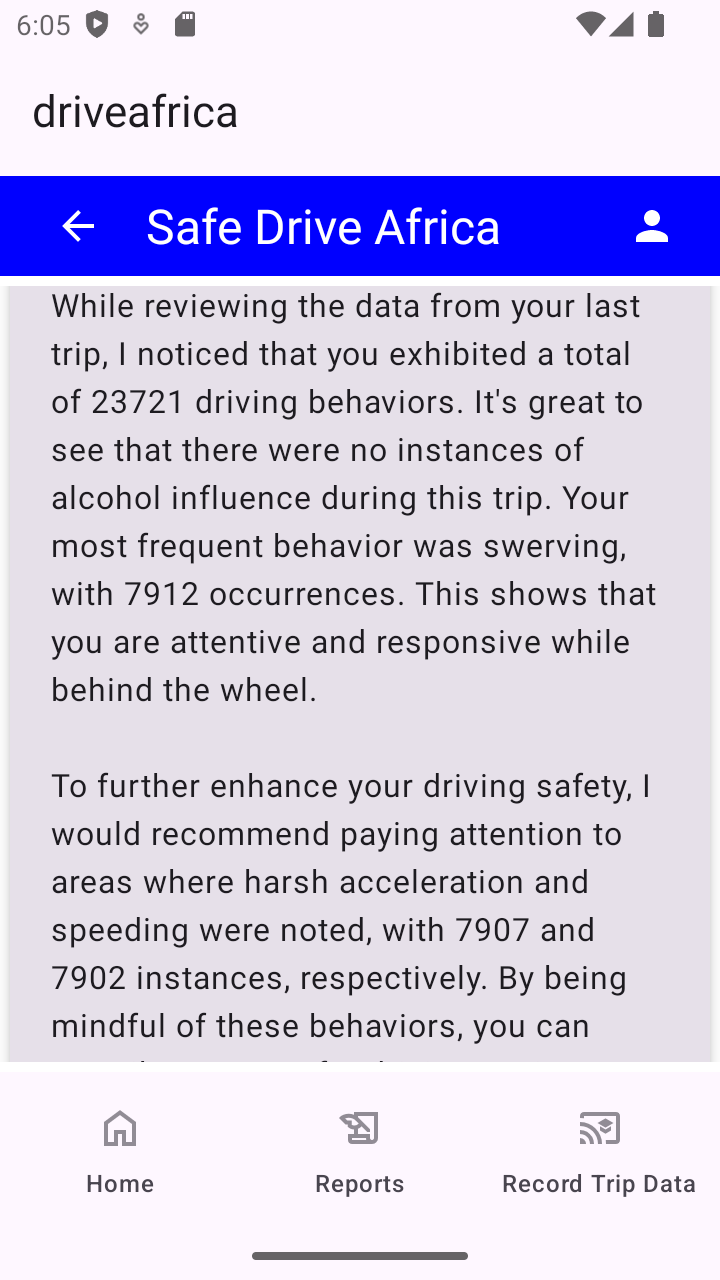 6:05
driveafrica
Safe Drive Africa
While reviewing the data from your last
trip, I noticed that you exhibited a total
of 23721 driving behaviors. It's great to
see that there were no instances of
alcohol influence during this trip. Your
most frequent behavior was swerving,
with 7912 occurrences. This shows that
you are attentive and responsive while
behind the wheel.
To further enhance your driving safety, I
would recommend paying attention to
areas where harsh acceleration and
speeding were noted, with 7907 and
7902 instances, respectively. By being
mindful of these behaviors, you can
Home
Reports
Record Trip Data